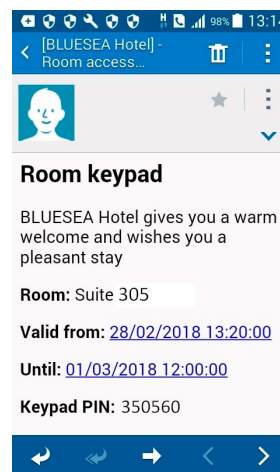 98% 13:14
[BLUESEA Hotel] -
Room access...
Room keypad
BLUESEA Hotel gives you a warm
welcome and wishes you a
pleasant stay
Room: Suite 305
Valid from: 28/02/2018 13:20:00
Until: 01/03/2018 12:00:00
Keypad PIN: 350560